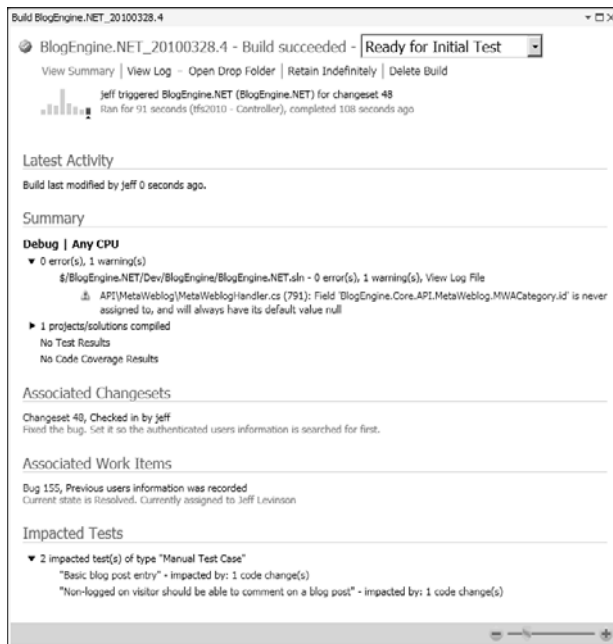 Build BlogEngine.NET_20100328.4
BlogEngine.NET_20100328.4 - Build succeeded - Ready for Initial Test
View Summary | View Log - Open Drop Folder | Retain Indefinitely | Delete Build
jeff triggered BlogEngine.NET (BlogEngine.NET) for changeset 48
Ran for 91 seconds (tfs2010 - Controller), completed 108 seconds ago
Latest Activity
Build last modified by jeff 0 seconds ago.
Summary
Debug | Any CPU
0 error(s), 1 warning(s)
$/BlogEngine.NET/Dev/BlogEngine/BlogEngine.NET.sln - 0 error(s), 1 warning(s), View Log File
API\MetaWeblog\MetaWeblogHandler.cs (791): Field 'BlogEngine.Core.API.MetaWeblog.MWACategory.id' is never
assigned to, and will always have its default value null
1 projects/solutions compiled
No Test Results
No Code Coverage Results
Associated Changesets
Changeset 48, Checked in by jeff
Fixed the bug. Set it so the authenticated users information is searched for first.
Associated Work Items
Bug 155, Previous users information was recorded
Current state is Resolved. Currently assigned to Jeff Levinson
Impacted Tests
2 impacted test(s) of type "Manual Test Case"
"Basic blog post entry" - impacted by: 1 code change(s)
"Non-logged on visitor should be able to comment on a blog post" - impacted by: 1 code change(s)